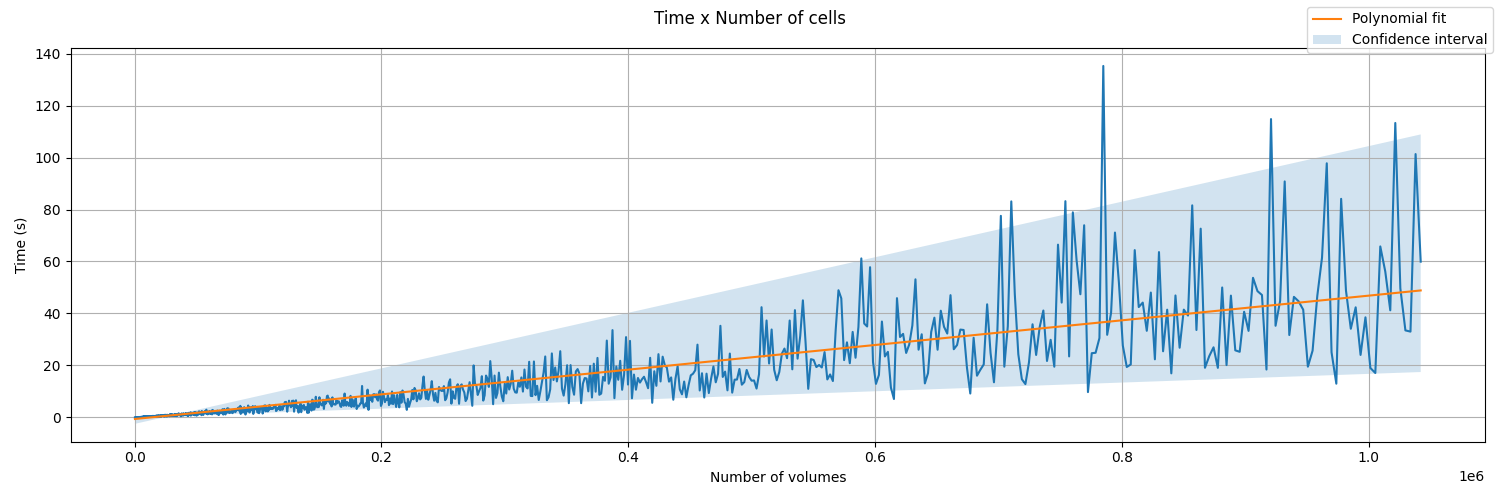 Time x Number of cells
Polynomial fit
Confidence interval
140
120
100
80
60
40
20
0
Time (s)
0.0 0.2 0.4 0.6 0.8 1.0
1e6
Number of volumes